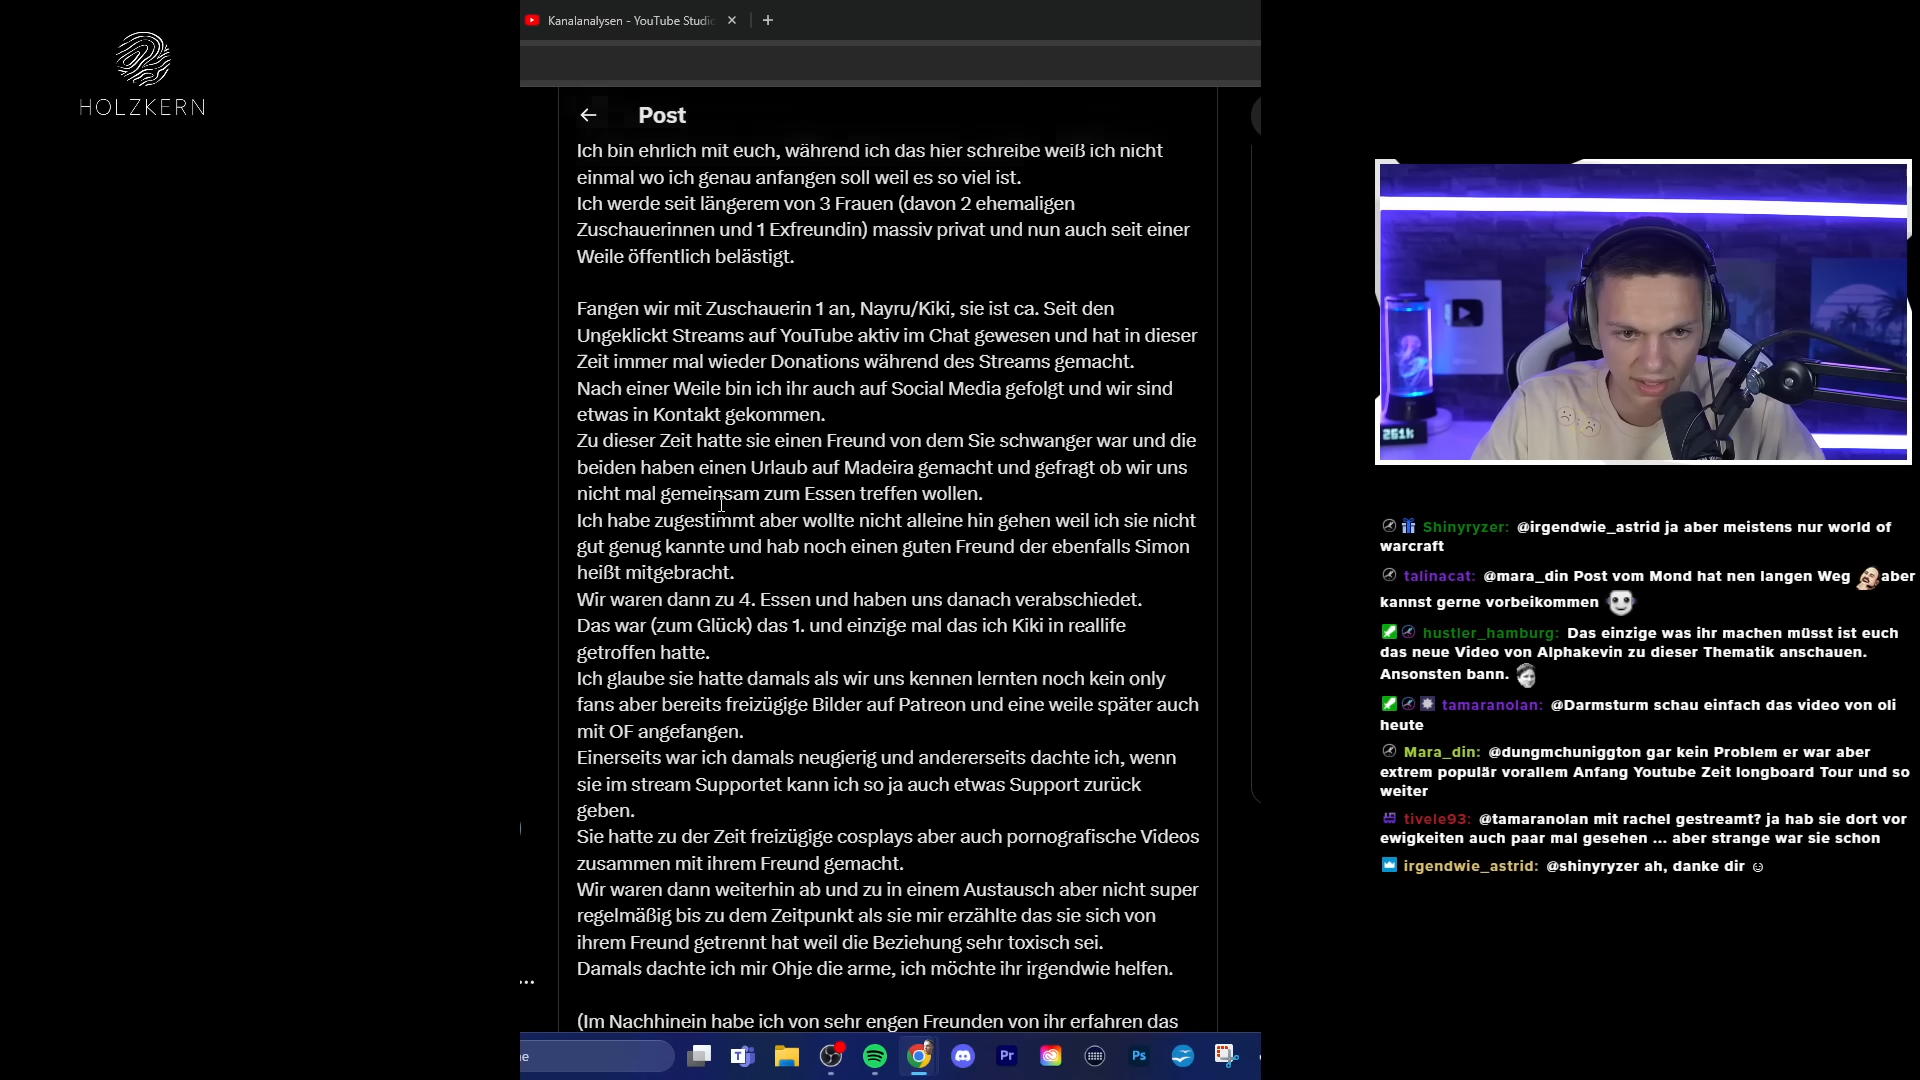 HOLZKERN
Kanalanalysen - YouTube Studio
Post
Ich bin ehrlich mit euch, während ich das hier schreibe weiß ich nicht
einmal wo ich genau anfangen soll weil es so viel ist.
Ich werde seit längerem von 3 Frauen (davon 2 ehemaligen
Zuschauerinnen und 1 Exfreundin) massiv privat und nun auch seit einer
Weile öffentlich belästigt.
Fangen wir mit Zuschauerin 1 an, Nayru/Kiki, sie ist ca. Seit den
Ungeklickt Streams auf YouTube aktiv im Chat gewesen und hat in dieser
Zeit immer mal wieder Donations während des Streams gemacht.
Nach einer Weile bin ich ihr auch auf Social Media gefolgt und wir sind
etwas in Kontakt gekommen.
Zu dieser Zeit hatte sie einen Freund von dem Sie schwanger war und die
beiden haben einen Urlaub auf Madeira gemacht und gefragt ob wir uns
nicht mal gemeinsam zum Essen treffen wollen.
Ich habe zugestimmt aber wollte nicht alleine hin gehen weil ich sie nicht
gut genug kannte und hab noch einen guten Freund der ebenfalls Simon
heißt mitgebracht.
Wir waren dann zu 4. Essen und haben uns danach verabschiedet.
Das war (zum Glück) das 1. und einzige mal das ich Kiki in reallife
getroffen hatte.
Ich glaube sie hatte damals als wir uns kennen lernten noch kein only
fans aber bereits freizügige Bilder auf Patreon und eine weile später auch
mit OF angefangen.
Einerseits war ich damals neugierig und andererseits dachte ich, wenn
sie im stream Supportet kann ich so ja auch etwas Support zurück
geben.
Sie hatte zu der Zeit freizügige cosplays aber auch pornografische Videos
zusammen mit ihrem Freund gemacht.
Wir waren dann weiterhin ab und zu in einem Austausch aber nicht super
regelmäßig bis zu dem Zeitpunkt als sie mir erzählte das sie sich von
ihrem Freund getrennt hat weil die Beziehung sehr toxisch sei.
Damals dachte ich mir Ohje die arme, ich möchte ihr irgendwie helfen.
(Im Nachhinein habe ich von sehr engen Freunden von ihr erfahren das
Pr
Ps
261k
Shinyryzer: @irgendwie_astrid ja aber meistens nur world of
warcraft
talinacat: @mara_din Post vom Mond hat nen langen Weg aber
kannst gerne vorbeikommen
hustler_hamburg: Das einzige was ihr machen müsst ist euch
das neue Video von Alphakevin zu dieser Thematik anschauen.
Ansonsten bann.
tamaranolan: @Darmsturm schau einfach das video von oli
heute
Mara_din: @dungmchuniggton gar kein Problem er war aber
extrem populär vorallem Anfang Youtube Zeit longboard Tour und so
weiter
tivele93: @tamaranolan mit rachel gestreamt? ja hab sie dort vor
ewigkeiten auch paar mal gesehen ... aber strange war sie schon
irgendwie_astrid: @shinyryzer ah, danke dir ☺